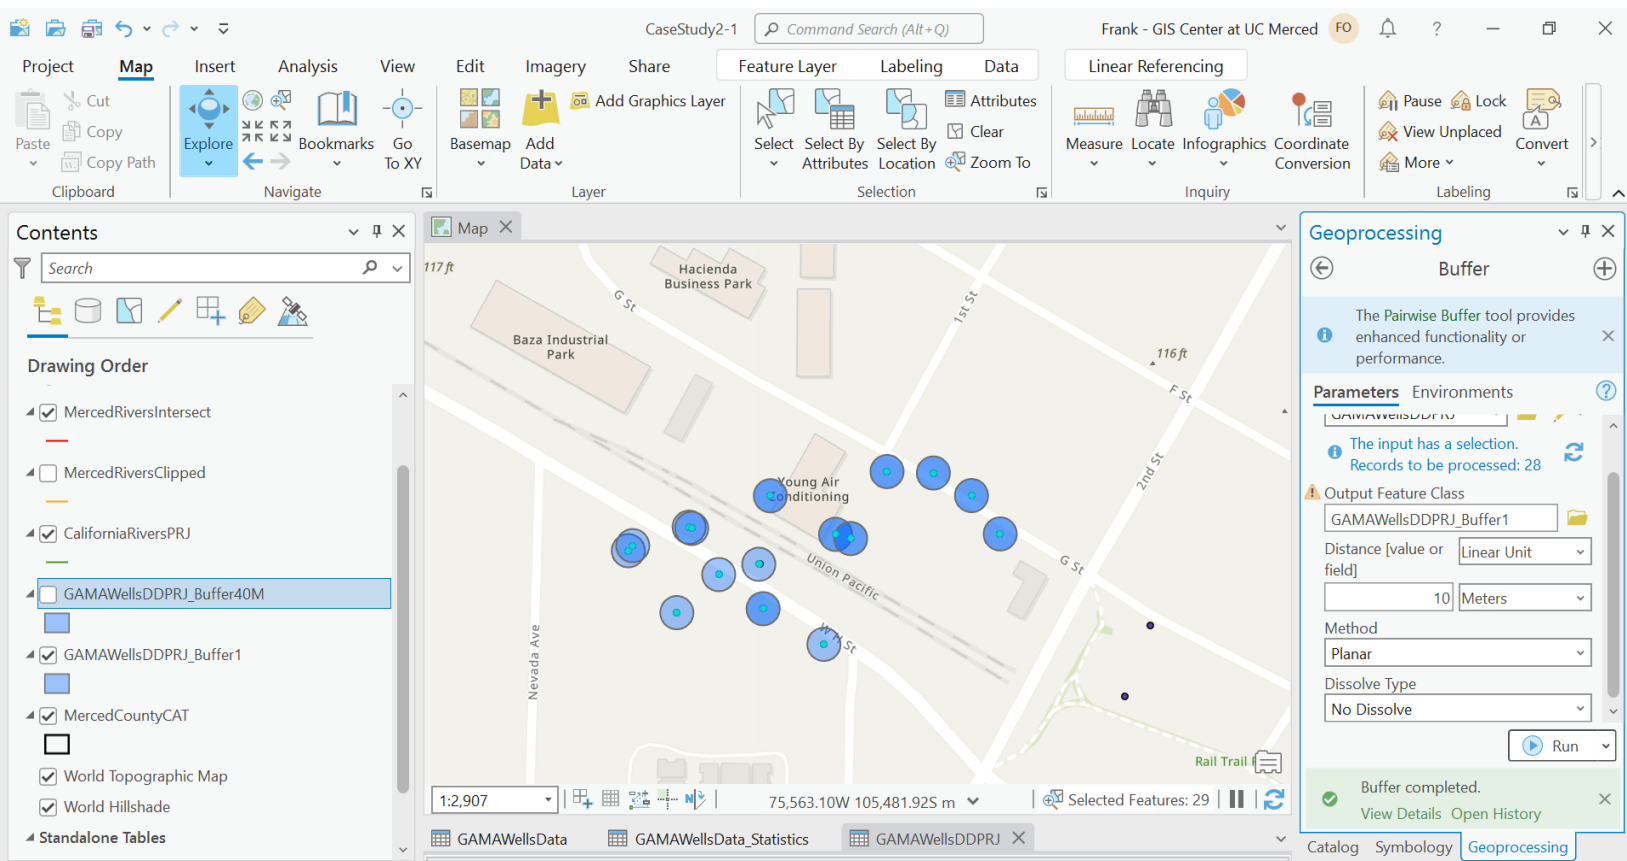 CaseStudy2-1
Command Search (Alt+Q)
Frank - GIS Center at UC Merced
FO
?
Project
Map
Insert
Analysis
View
Edit
Imagery
Share
Feature Layer
Labeling
Data
Linear Referencing
Paste
Cut
Copy
Copy Path
Clipboard
Explore
Bookmarks
Go
To XY
Navigate
Basemap
Add
Data
Add Graphics Layer
Layer
Select
Select By
Attributes
Select By
Location
Attributes
Clear
Zoom To
Selection
Measure
Locate
Infographics
Coordinate
Conversion
Inquiry
Pause
Lock
View Unplaced
More
Convert
Labeling
Contents
Search
Drawing Order
MercedRiversIntersect
MercedRiversClipped
CaliforniaRiversPRJ
GAMAWellsDDPRJ_Buffer40M
GAMAWellsDDPRJ_Buffer1
MercedCountyCAT
World Topographic Map
World Hillshade
Standalone Tables
Map
117 ft
Hacienda
Business Park
G St
Baza Industrial
Park
1st St
116 ft
F St
2nd St
Young Air
Conditioning
Union Pacific
G St
W H St
Nevada Ave
Rail Trail
1:2,907
75,563.10W 105,481.92S m
Selected Features: 29
GAMAWellsData
GAMAWellsData_Statistics
GAMAWellsDDPRJ
Geoprocessing
Buffer
The Pairwise Buffer tool provides
enhanced functionality or
performance.
Parameters
Environments
?
GAMAWellsDDPRJ
The input has a selection.
Records to be processed: 28
Output Feature Class
GAMAWellsDDPRJ_Buffer1
Distance [value or
field]
Linear Unit
10
Meters
Method
Planar
Dissolve Type
No Dissolve
Run
Buffer completed.
View Details
Open History
Catalog
Symbology
Geoprocessing